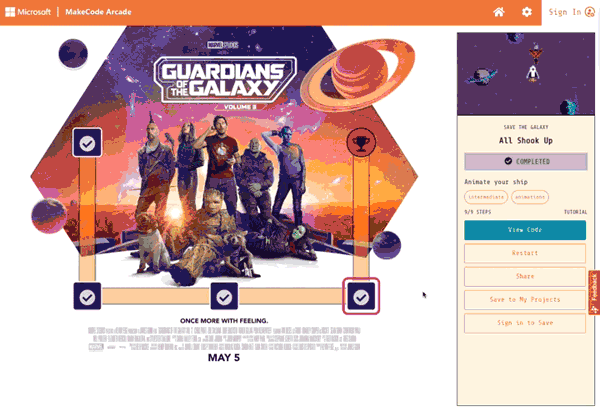 Microsoft | MakeCode Arcade
Sign In
MARVEL STUDIOS
GUARDIANS
OF THE GALAXY
VOLUME 3
ONCE MORE WITH FEELING.
MAY 5
SAVE THE GALAXY
All Shook Up
COMPLETED
Animate your ship
intermediate
animations
9/9 STEPS
TUTORIAL
View Code
Restart
Share
Save to My Projects
Sign in to Save
Feedback